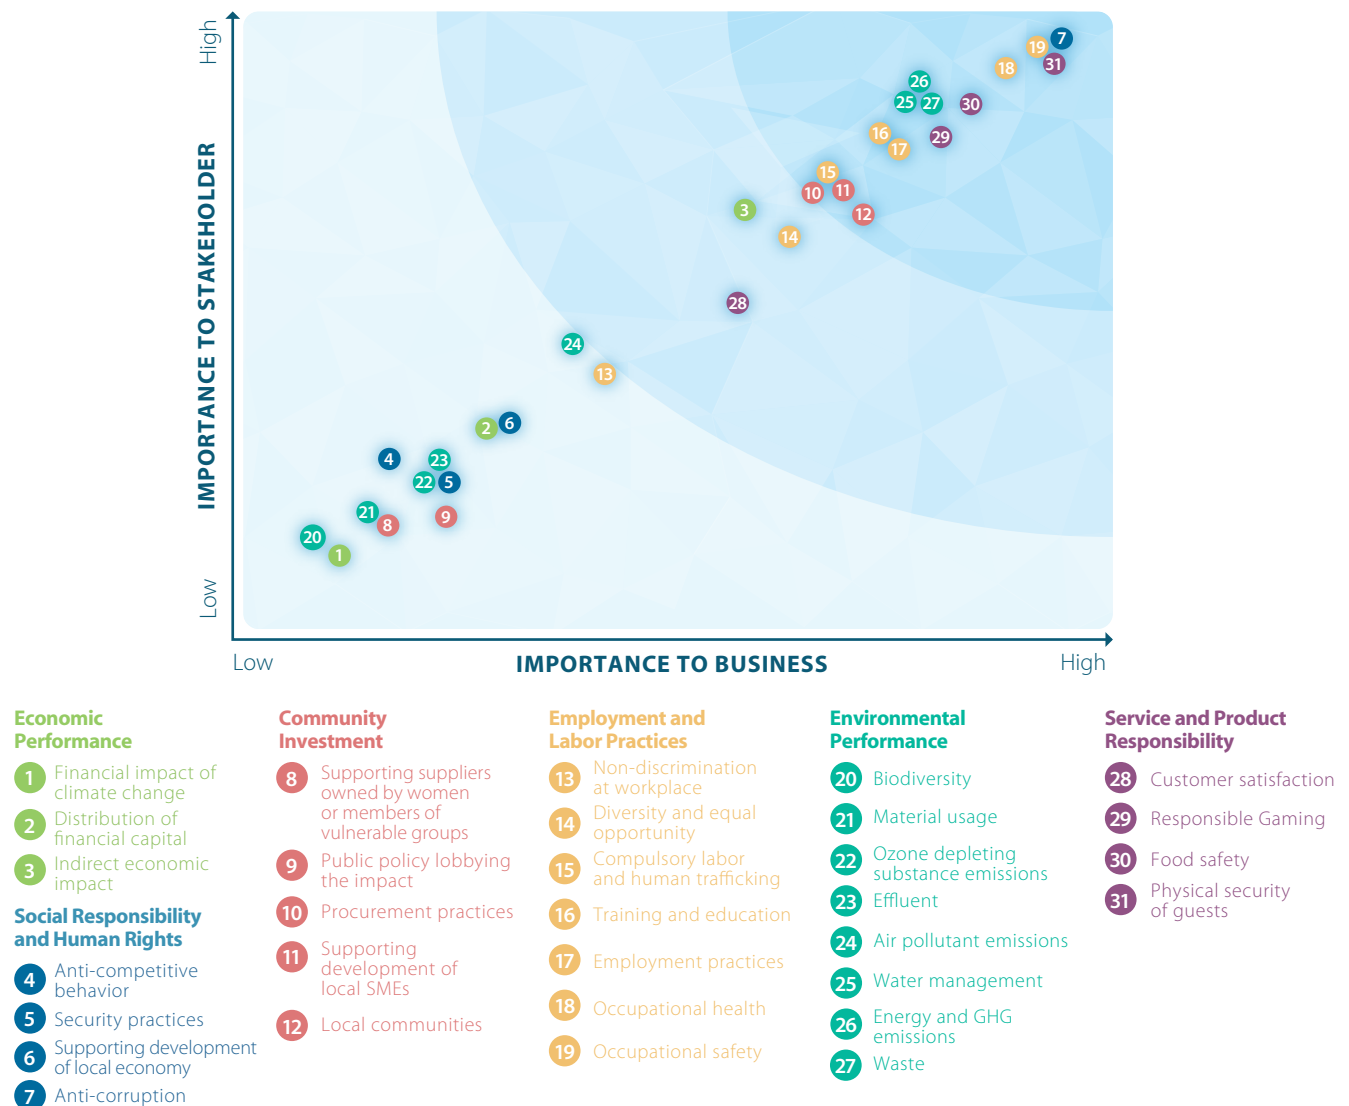 High
IMPORTANCE TO STAKEHOLDER
Low
7
19
31
18
26
25
27
30
16
29
17
15
10
11
3
12
14
28
24
13
2
6
4
23
22
5
21
9
8
20
1
Low
IMPORTANCE TO BUSINESS
High
Economic
Performance
1 Financial impact of
climate change
2 Distribution of
financial capital
3 Indirect economic
impact
Social Responsibility
and Human Rights
4 Anti-competitive
behavior
5 Security practices
6 Supporting development
of local economy
7 Anti-corruption
Community
Investment
8 Supporting suppliers
owned by women
or members of
vulnerable groups
9 Public policy lobbying
the impact
10 Procurement practices
11 Supporting
development of
local SMEs
12 Local communities
Employment and
Labor Practices
13 Non-discrimination
at workplace
14 Diversity and equal
opportunity
15 Compulsory labor
and human trafficking
16 Training and education
17 Employment practices
18 Occupational health
19 Occupational safety
Environmental
Performance
20 Biodiversity
21 Material usage
22 Ozone depleting
substance emissions
23 Effluent
24 Air pollutant emissions
25 Water management
26 Energy and GHG
emissions
27 Waste
Service and Product
Responsibility
28 Customer satisfaction
29 Responsible Gaming
30 Food safety
31 Physical security
of guests